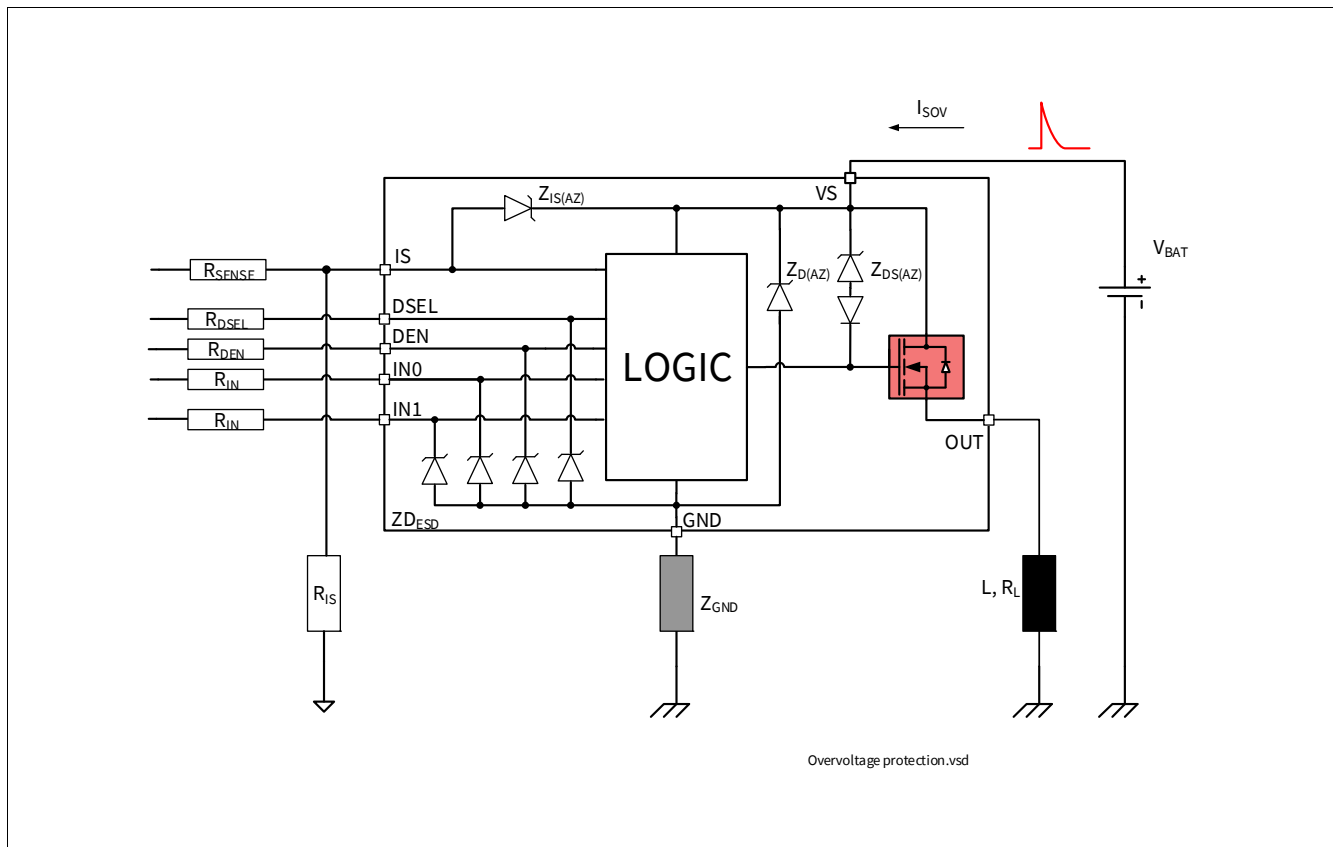 I_SOV
VS
Z_IS(AZ)
V_BAT
IS
R_SENSE
Z_D(AZ)
Z_DS(AZ)
DSEL
R_DSEL
DEN
R_DEN
LOGIC
IN0
R_IN
IN1
R_IN
OUT
ZD_ESD
GND
R_IS
Z_GND
L, R_L
Overvoltage protection.vsd